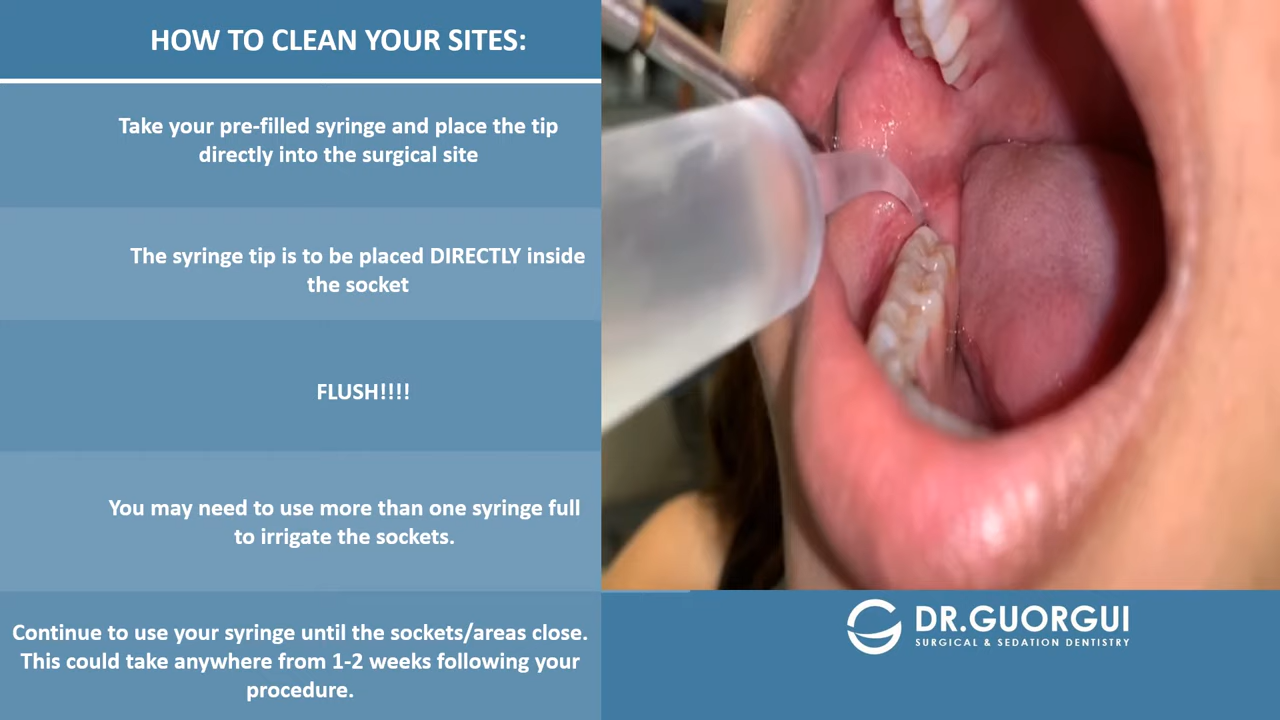 HOW TO CLEAN YOUR SITES:
Take your pre-filled syringe and place the tip
directly into the surgical site
The syringe tip is to be placed DIRECTLY inside
the socket
FLUSH!!!!
You may need to use more than one syringe full
to irrigate the sockets.
Continue to use your syringe until the sockets/areas close.
This could take anywhere from 1-2 weeks following your
procedure.
DR.GUORGUI
SURGICAL & SEDATION DENTISTRY